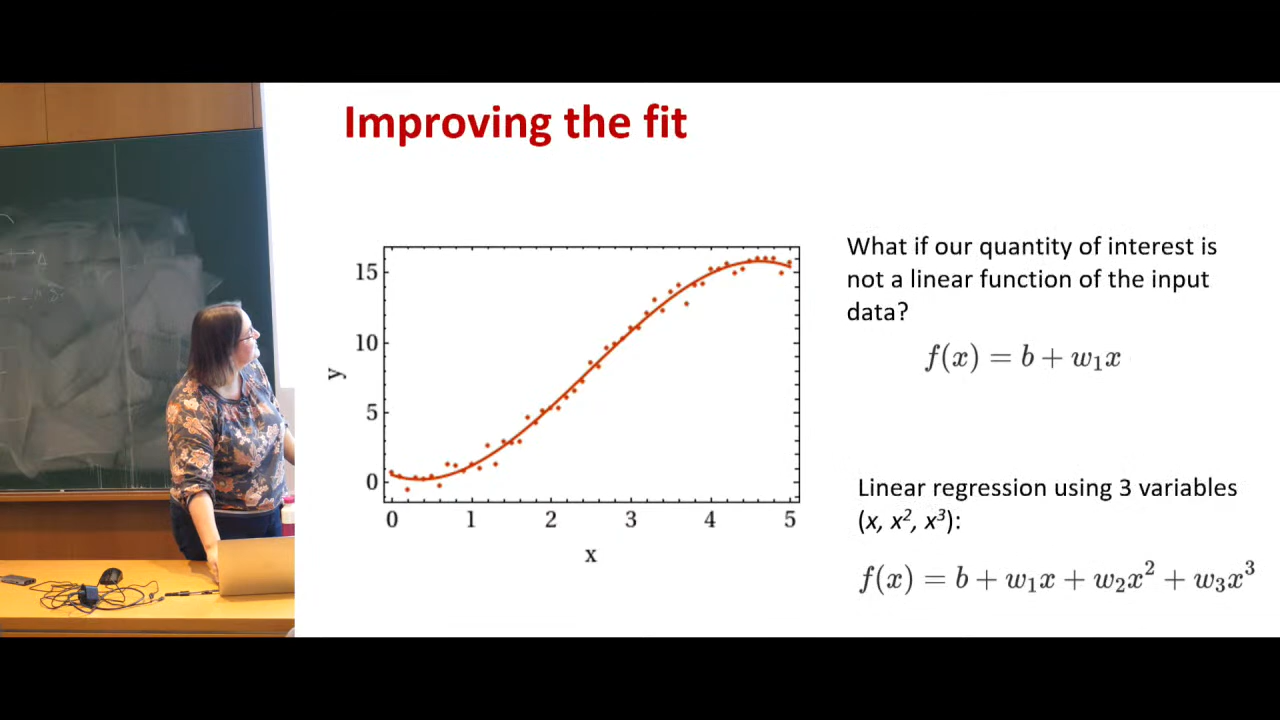 Improving the fit
15
10
5
0
y
0 1 2 3 4 5
x
What if our quantity of interest is
not a linear function of the input
data?
f(x) = b + w₁x
Linear regression using 3 variables
(x, x², x³):
f(x) = b + w₁x + w₂x² + w₃x³